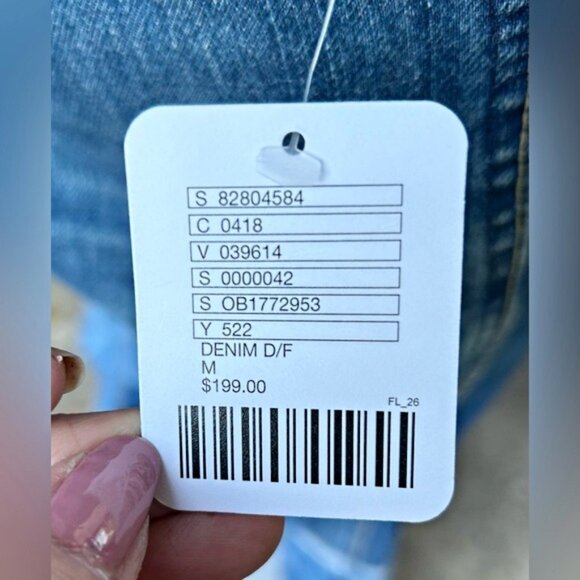 S 82804584
C 0418
V 039614
S 0000042
S OB1772953
Y 522
DENIM D/F
M
$199.00
FL_26